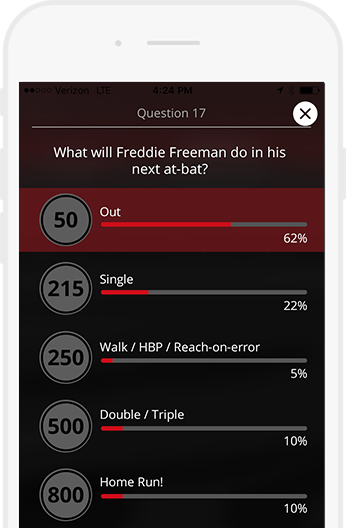 Verizon LTE 4:24 PM
Question 17
What will Freddie Freeman do in his
next at-bat?
50 Out
62%
215 Single
22%
250 Walk / HBP / Reach-on-error
5%
500 Double / Triple
10%
800 Home Run!
10%